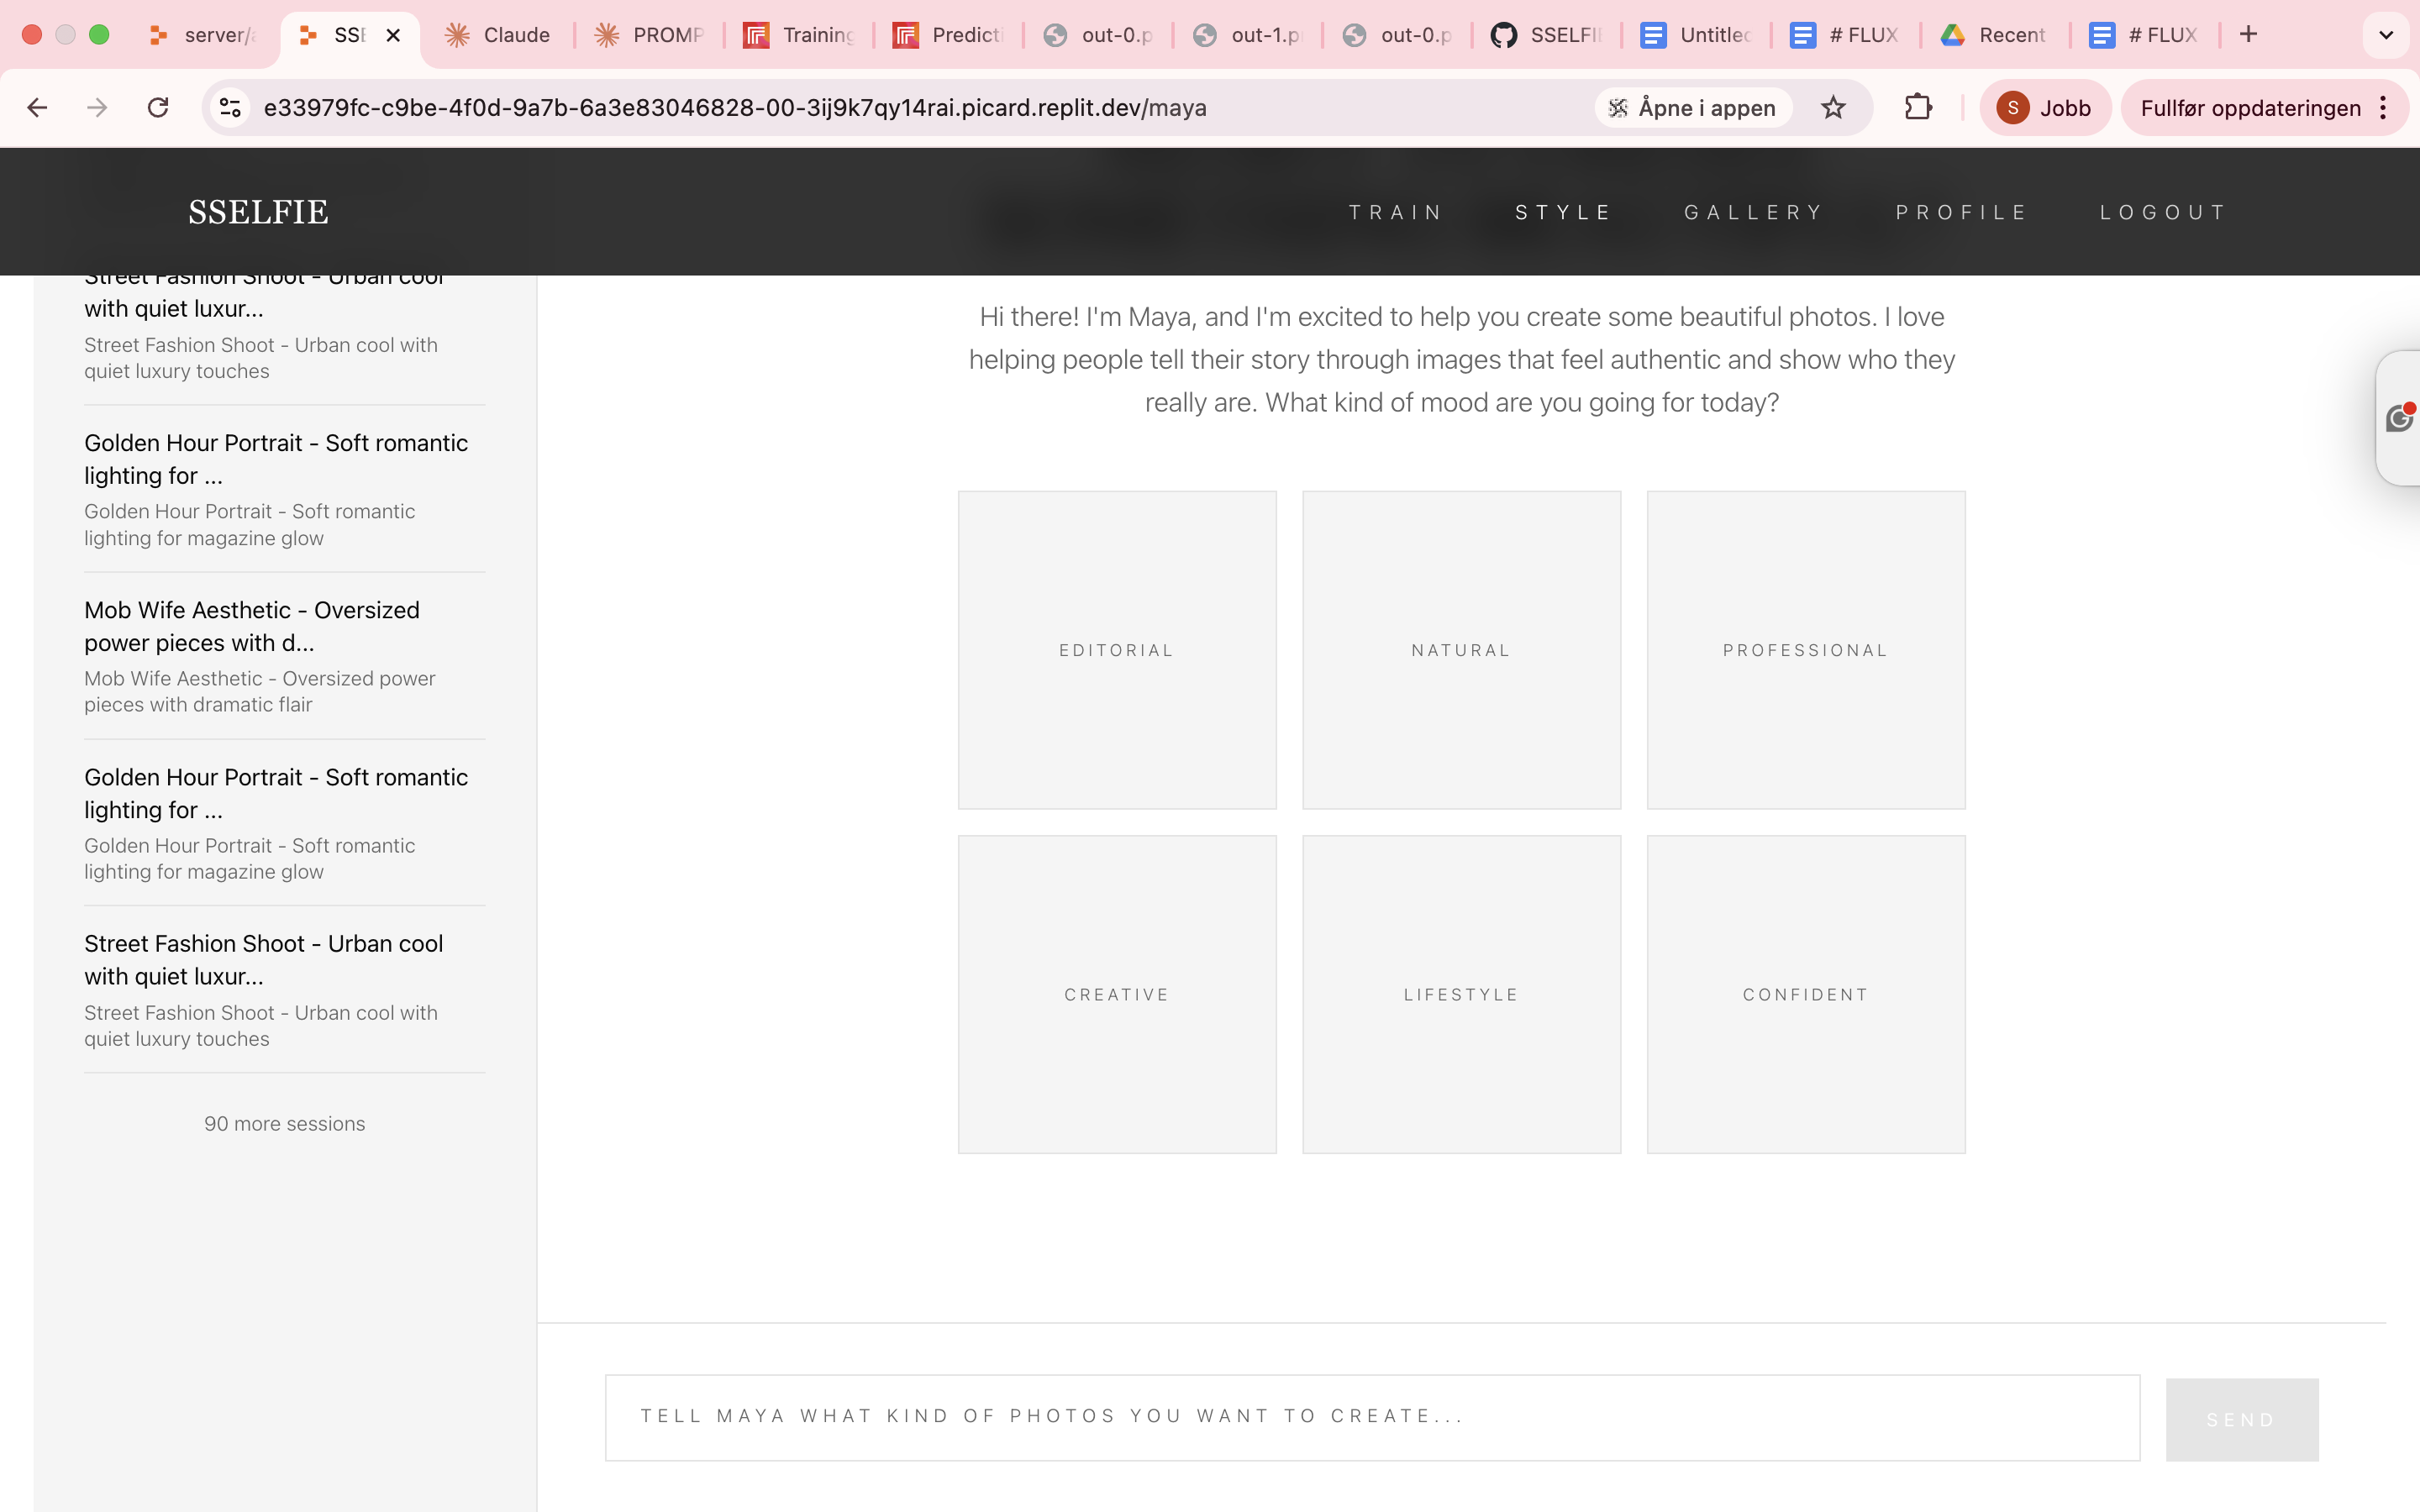 server/
SSE
Claude
PROMP
Training
Predicti
out-0.p
out-1.p
out-0.p
SSELFIE
Untitled
# FLUX
Recent
# FLUX
e33979fc-c9be-4f0d-9a7b-6a3e83046828-00-3ij9k7qy14rai.picard.replit.dev/maya
Åpne i appen
S
Jobb
Fullfør oppdateringen
SSELFIE
TRAIN
STYLE
GALLERY
PROFILE
LOGOUT
Street Fashion Shoot - Urban cool
with quiet luxur...
Street Fashion Shoot - Urban cool with
quiet luxury touches
Golden Hour Portrait - Soft romantic
lighting for ...
Golden Hour Portrait - Soft romantic
lighting for magazine glow
Mob Wife Aesthetic - Oversized
power pieces with d...
Mob Wife Aesthetic - Oversized power
pieces with dramatic flair
Golden Hour Portrait - Soft romantic
lighting for ...
Golden Hour Portrait - Soft romantic
lighting for magazine glow
Street Fashion Shoot - Urban cool
with quiet luxur...
Street Fashion Shoot - Urban cool with
quiet luxury touches
90 more sessions
Hi there! I'm Maya, and I'm excited to help you create some beautiful photos. I love
helping people tell their story through images that feel authentic and show who they
really are. What kind of mood are you going for today?
EDITORIAL
NATURAL
PROFESSIONAL
CREATIVE
LIFESTYLE
CONFIDENT
TELL MAYA WHAT KIND OF PHOTOS YOU WANT TO CREATE...
SEND